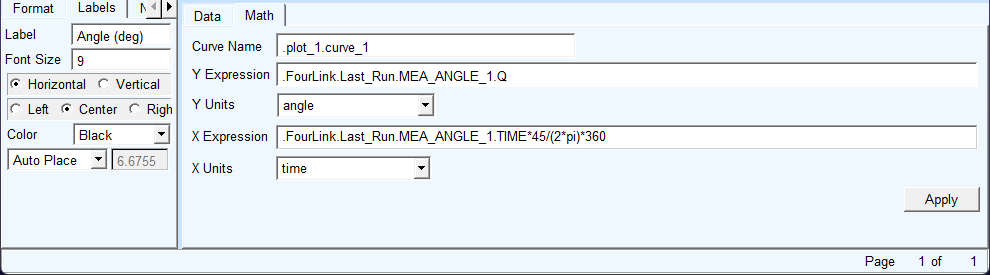 Format Labels
Label Angle (deg)
Font Size 9
Horizontal Vertical
Left Center Righ
Color Black
Auto Place 6.6755
Data Math
Curve Name .plot_1.curve_1
Y Expression .FourLink.Last_Run.MEA_ANGLE_1.Q
Y Units angle
X Expression .FourLink.Last_Run.MEA_ANGLE_1.TIME*45/(2*pi)*360
X Units time
Apply
Page 1 of 1